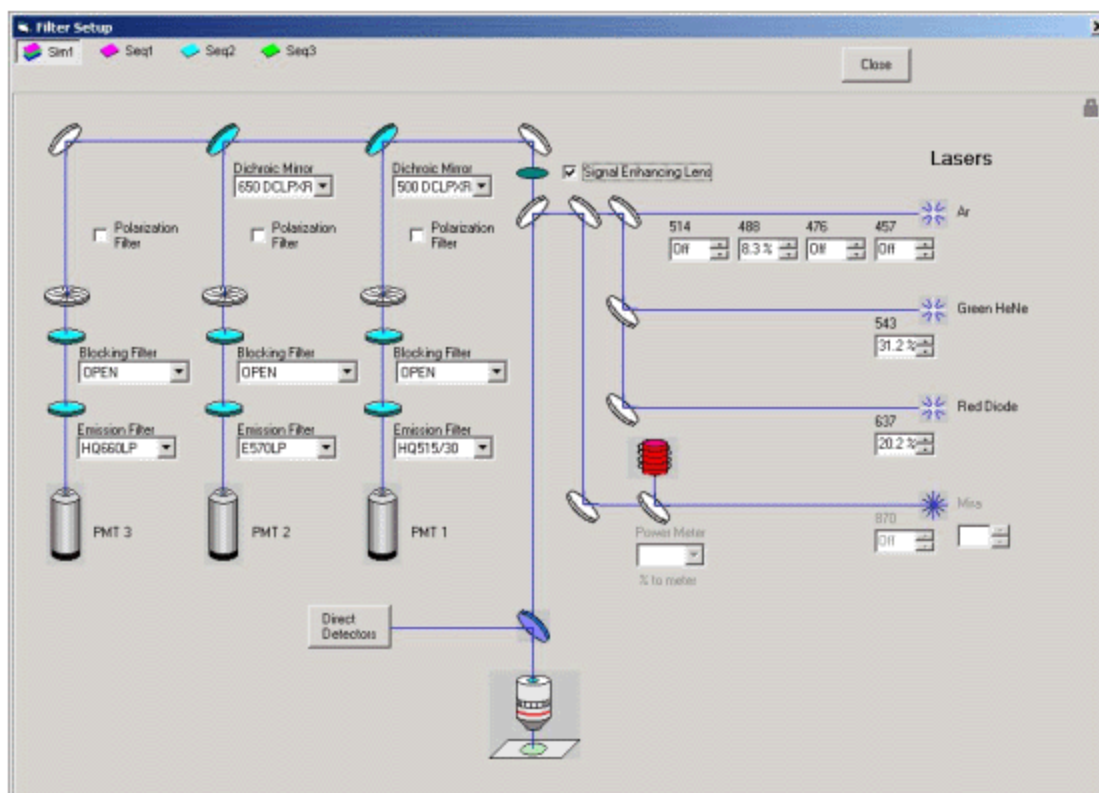 Filter Setup
Sim1 Seq1 Seq2 Seq3
Close
Lasers
Dichroic Mirror
650 DCLPXR
Dichroic Mirror
500 DCLPXR
Signal Enhancing Lens
Ar
514 488 476 457
Off 8.3 % Off Off
Polarization
Filter
Polarization
Filter
Polarization
Filter
Green HeNe
543
31.2 %
Blocking Filter
OPEN
Blocking Filter
OPEN
Blocking Filter
OPEN
Red Diode
637
20.2 %
Emission Filter
HQ660LP
Emission Filter
E570LP
Emission Filter
HQ515/30
PMT 3
PMT 2
PMT 1
Mira
870
Off
Power Meter
% to meter
Direct
Detectors